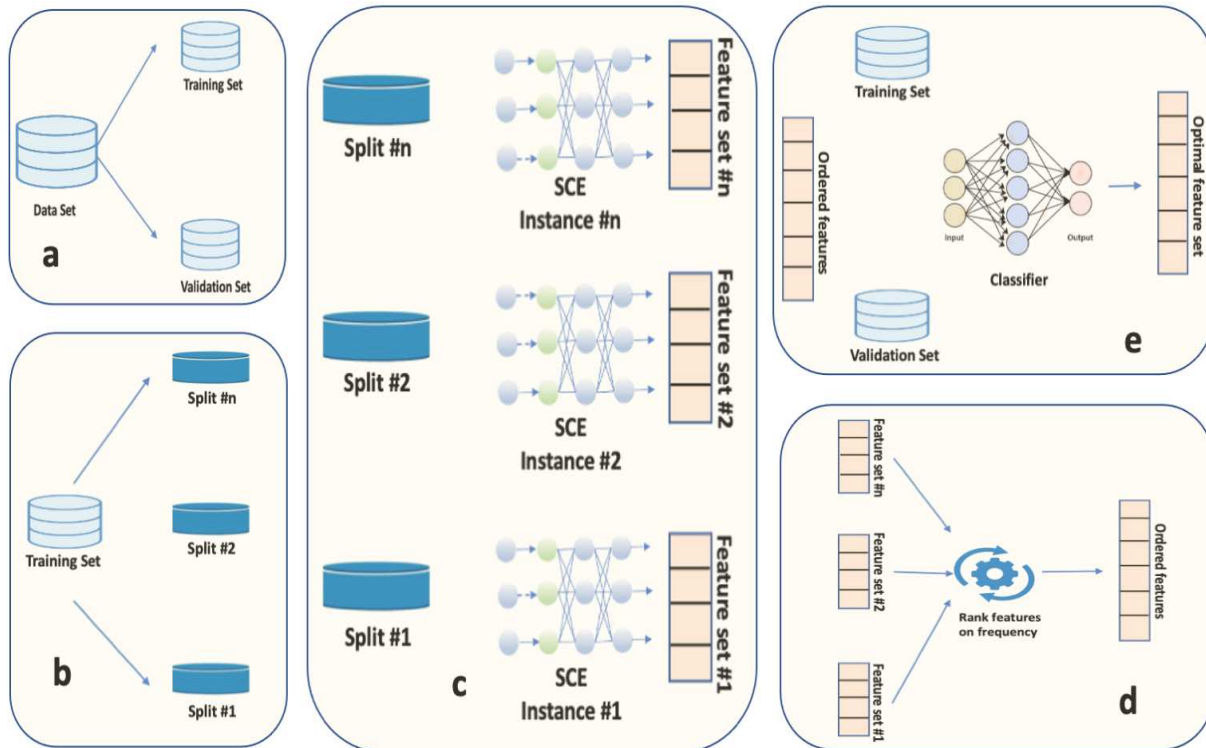 Training Set
Data Set
Validation Set
a
Split #n
Training Set
Split #2
Split #1
b
Split #n
SCE
Instance #n
Feature set #n
Split #2
SCE
Instance #2
Feature set #2
Split #1
SCE
Instance #1
Feature set #1
c
Training Set
Ordered features
Input
Output
Classifier
Optimal feature set
Validation Set
e
Feature set #n
Feature set #2
Feature set #1
Rank features
on frequency
Ordered features
d